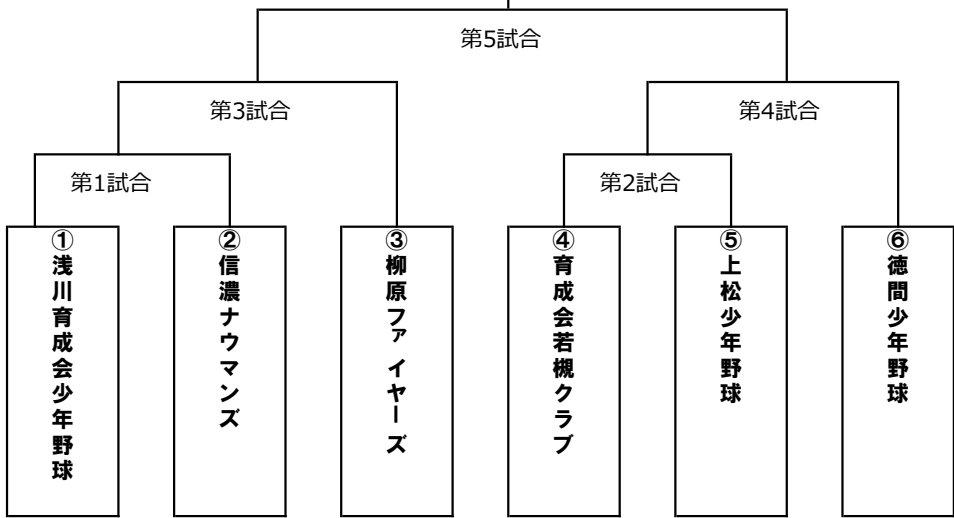 第5試合
第3試合
第4試合
第1試合
第2試合
①浅川育成会少年野球
②信濃ナウマンズ
③柳原ファイヤーズ
④育成会若槻クラブ
⑤上松少年野球
⑥徳間少年野球